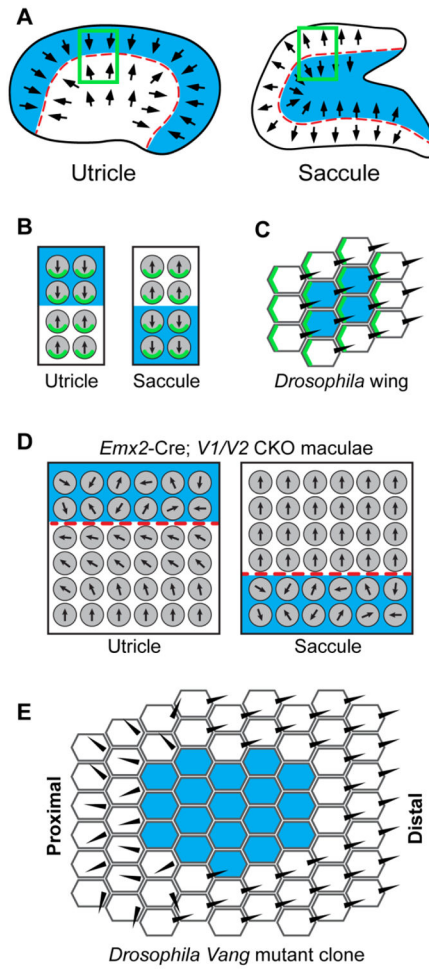 A
Utricle
Saccule
B
Utricle
Saccule
C
Drosophila wing
D
Emx2-Cre; V1/V2 CKO maculae
Utricle
Saccule
E
Proximal
Distal
Drosophila Vang mutant clone